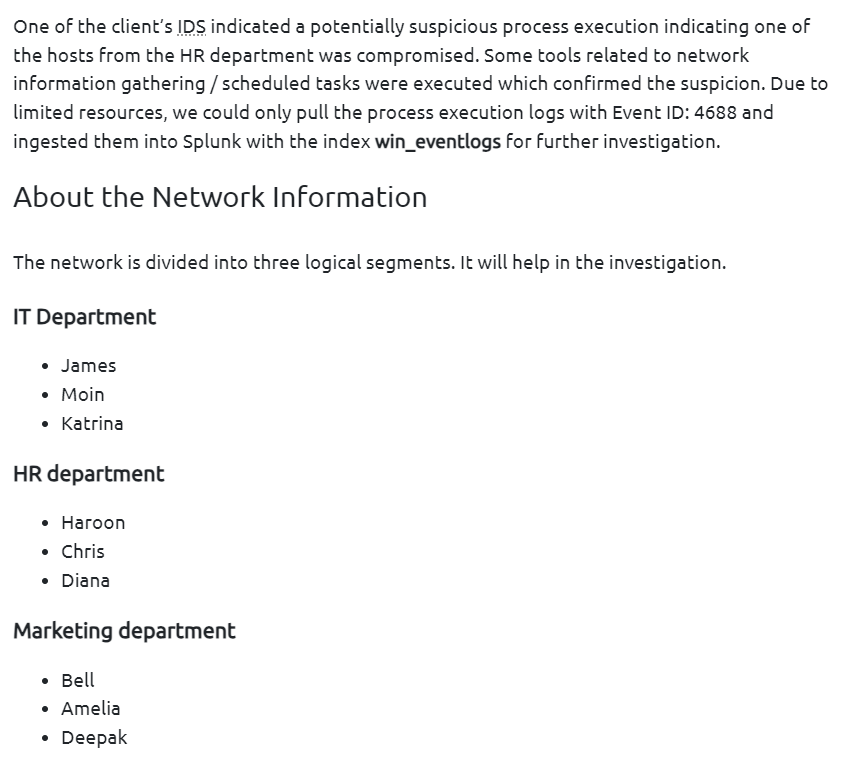 One of the client’s IDS indicated a potentially suspicious process execution indicating one of
the hosts from the HR department was compromised. Some tools related to network
information gathering / scheduled tasks were executed which confirmed the suspicion. Due to
limited resources, we could only pull the process execution logs with Event ID: 4688 and
ingested them into Splunk with the index win_eventlogs for further investigation.
About the Network Information
The network is divided into three logical segments. It will help in the investigation.
IT Department
• James
• Moin
• Katrina
HR department
• Haroon
• Chris
• Diana
Marketing department
• Bell
• Amelia
• Deepak